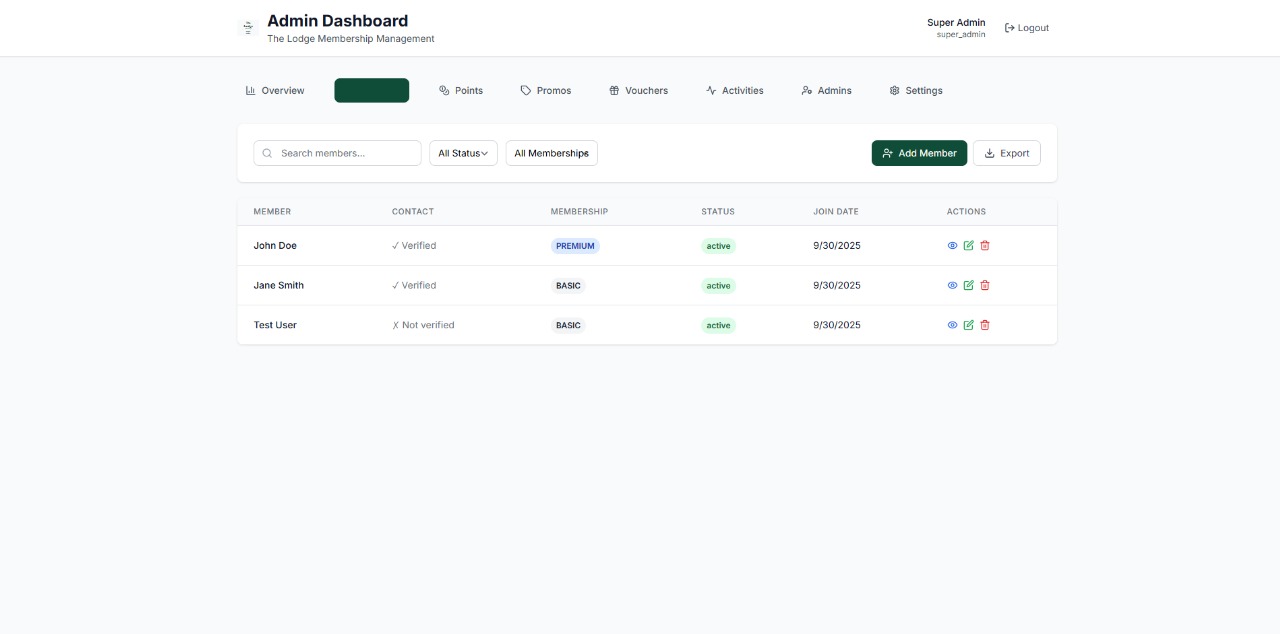 Admin Dashboard
The Lodge Membership Management
Super Admin
super_admin
Logout
Overview
Points
Promos
Vouchers
Activities
Admins
Settings
Search members...
All Status
All Memberships
Add Member
Export
MEMBER CONTACT MEMBERSHIP STATUS JOIN DATE ACTIONS
John Doe ✓ Verified PREMIUM active 9/30/2025
Jane Smith ✓ Verified BASIC active 9/30/2025
Test User ✗ Not verified BASIC active 9/30/2025